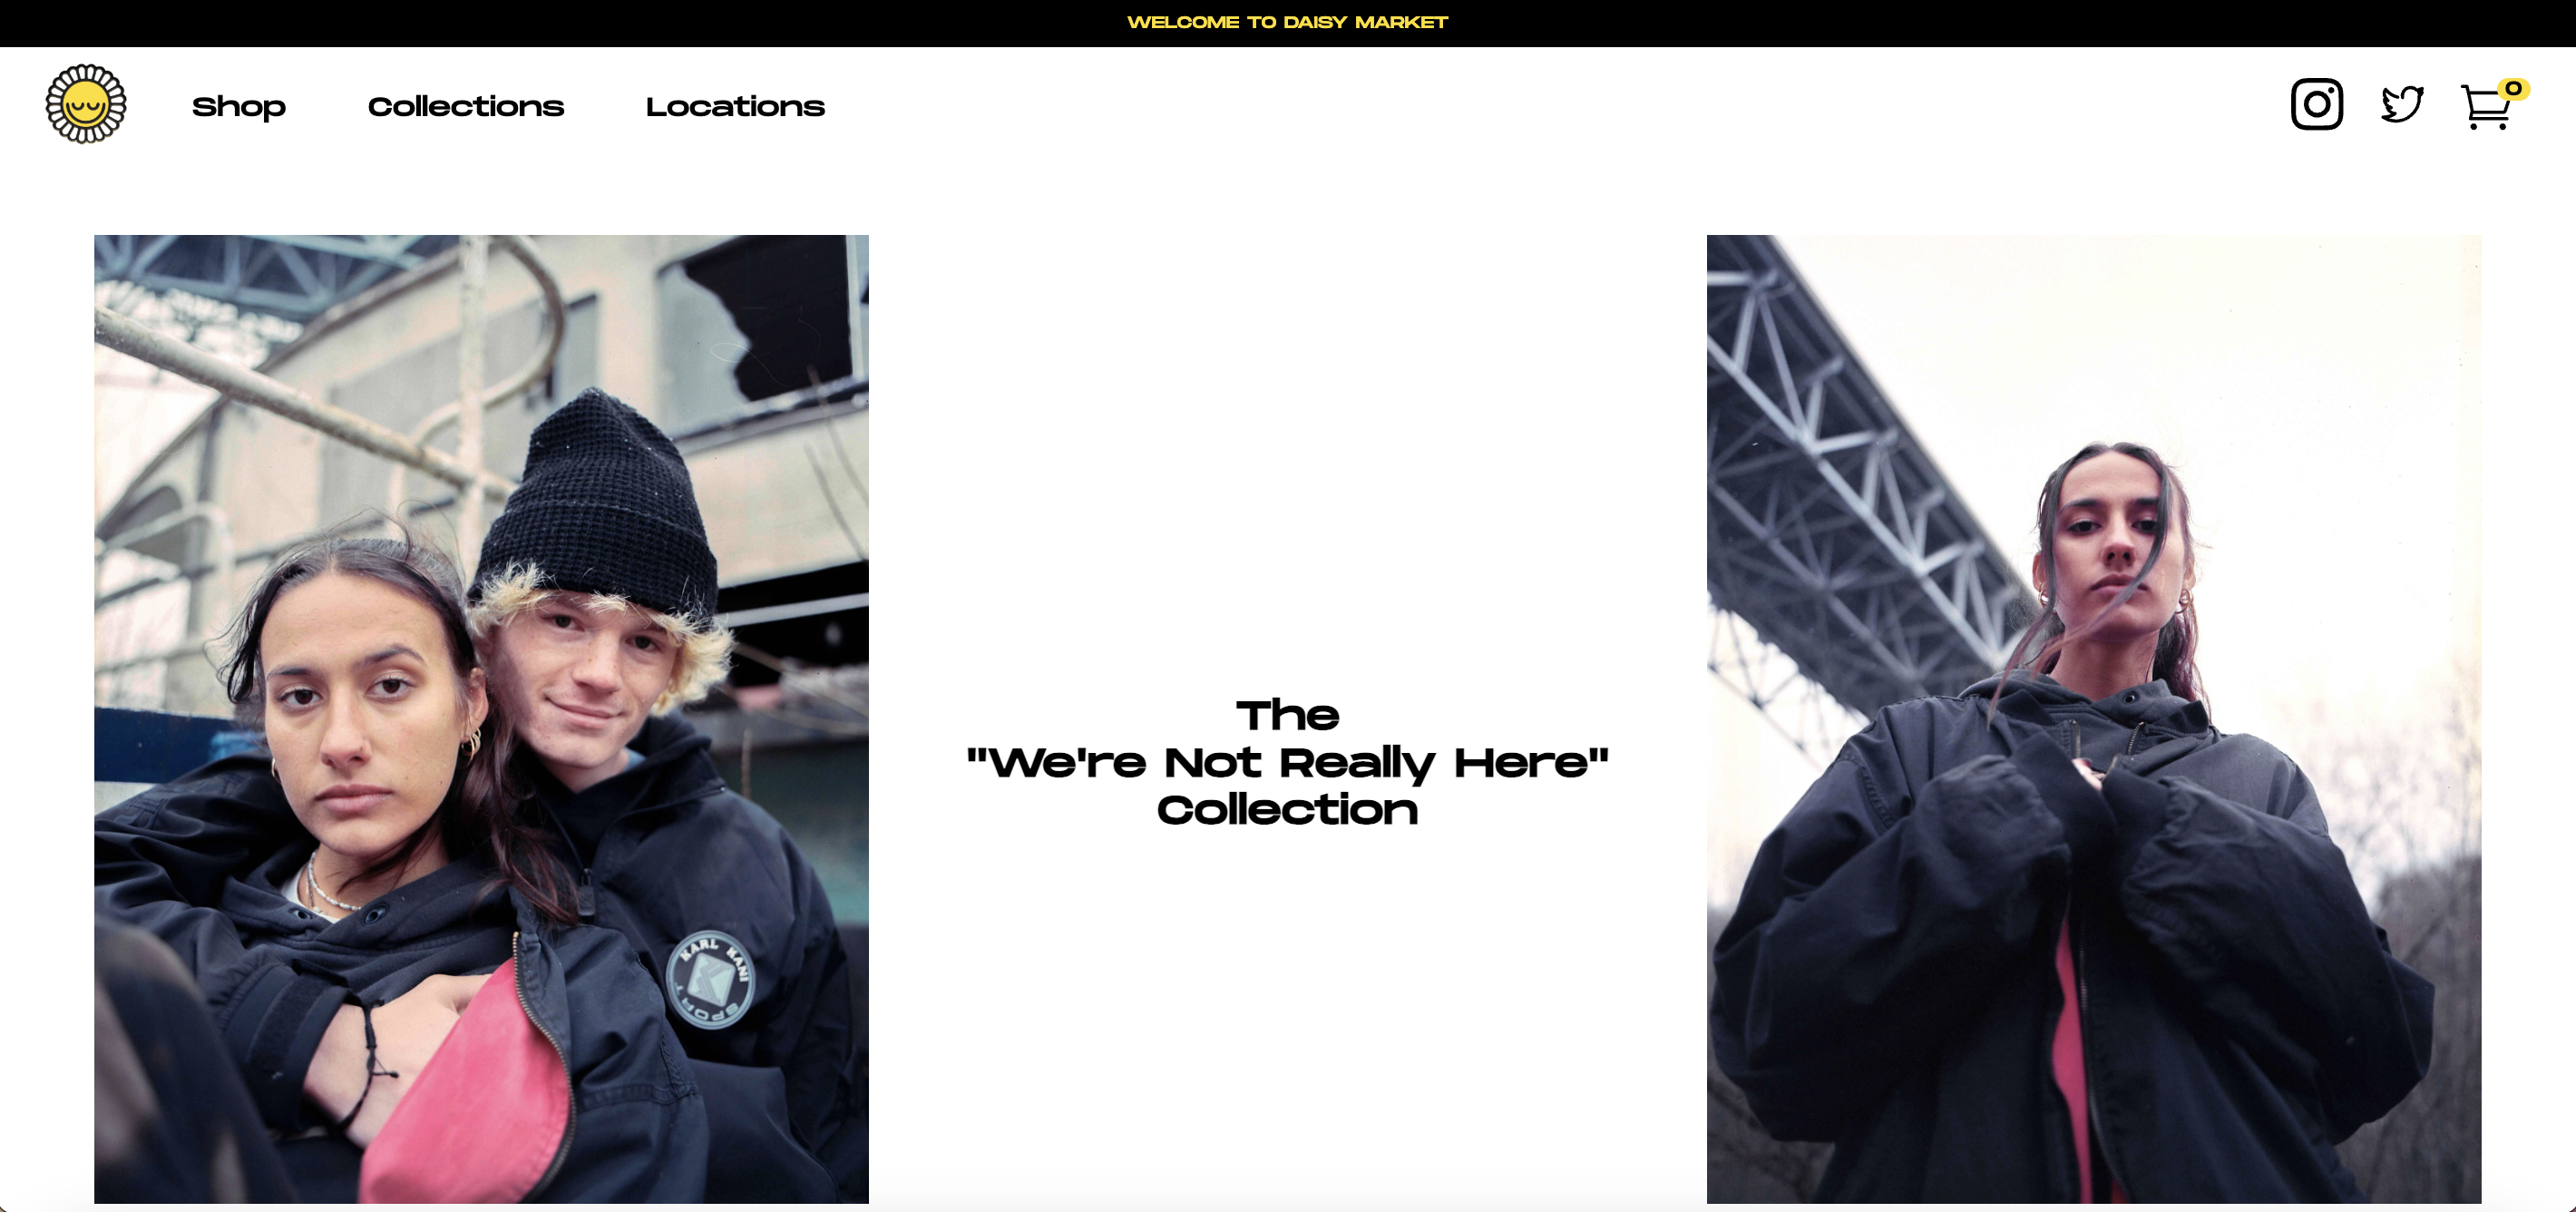 WELCOME TO DAISY MARKET
Shop
Collections
Locations
0
The
"We're Not Really Here"
Collection
KARL KANI
SPORT